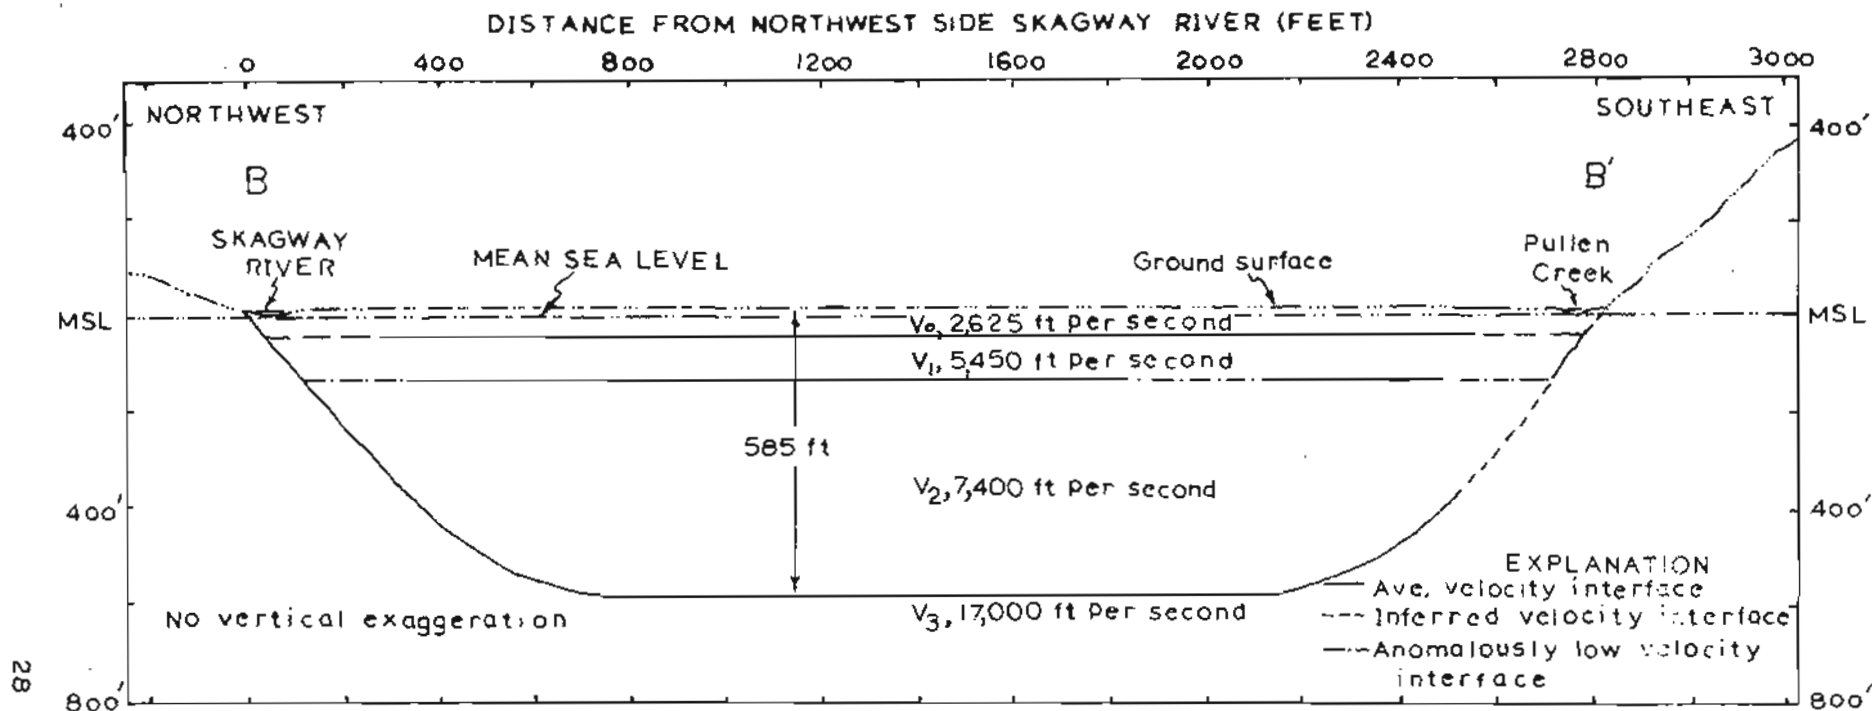 DISTANCE FROM NORTHWEST SIDE SKAGWAY RIVER (FEET)
0 400 800 1200 1600 2000 2400 2800 3000
NORTHWEST SOUTHEAST
400' 400'
B B'
SKAGWAY
RIVER
MEAN SEA LEVEL
Ground surface
Pullen
Creek
MSL MSL
V₀, 2,625 ft per second
V₁, 5,450 ft per second
585 ft
V₂, 7,400 ft per second
400' 400'
EXPLANATION
Ave. velocity interface
Inferred velocity interface
Anomalously low velocity
interface
V₃, 17,000 ft per second
No vertical exaggeration
28
800' 800'